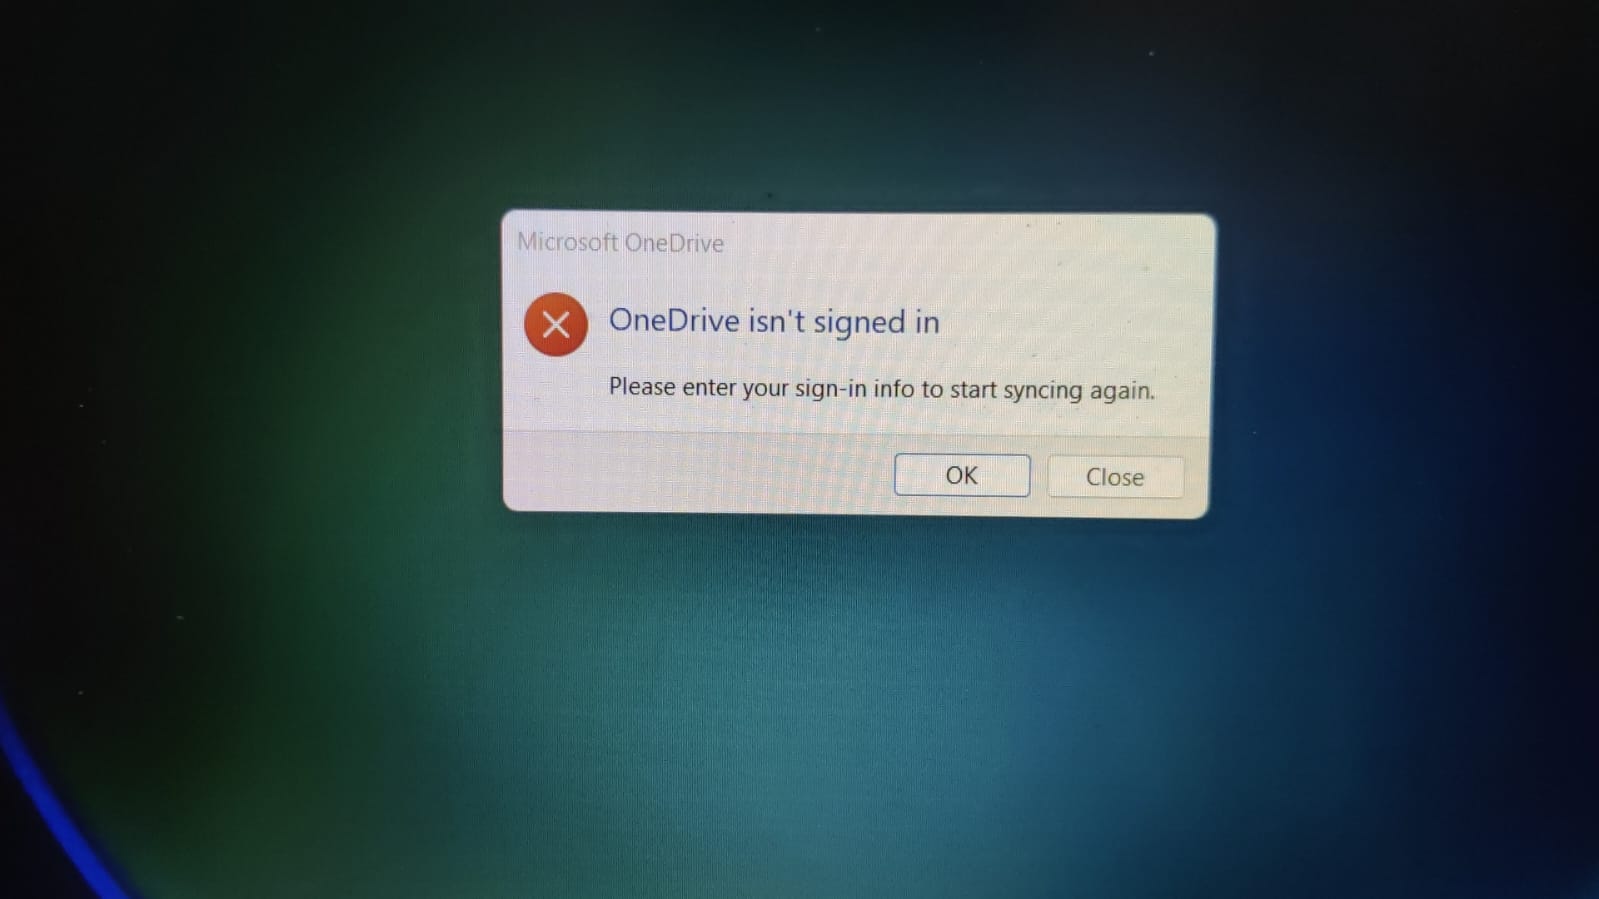 Microsoft OneDrive
OneDrive isn't signed in
Please enter your sign-in info to start syncing again.
OK
Close